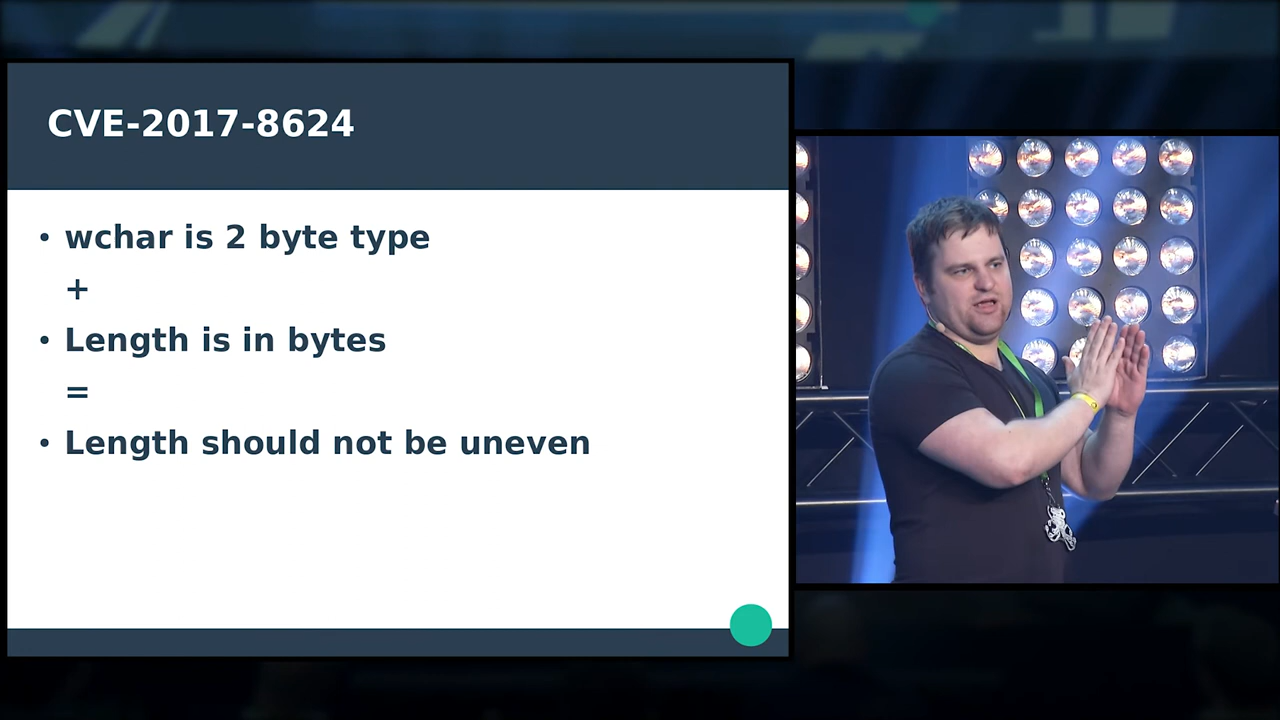 CVE-2017-8624
• wchar is 2 byte type
+
• Length is in bytes
=
• Length should not be uneven